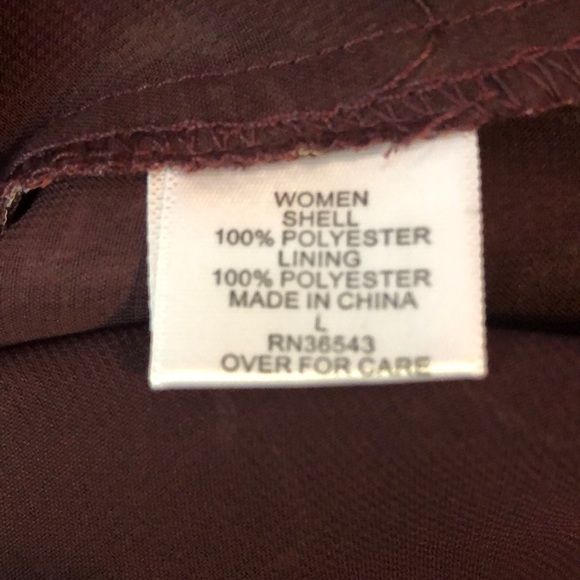 WOMEN
SHELL
100% POLYESTER
LINING
100% POLYESTER
MADE IN CHINA
L
RN36543
OVER FOR CARE